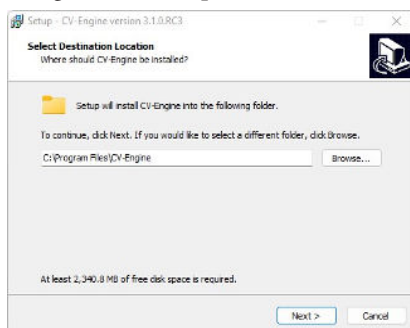 Setup - CV-Engine version 3.1.0.RC3
Select Destination Location
Where should CV-Engine be installed?
Setup will install CV-Engine into the following folder.
To continue, click Next. If you would like to select a different folder, click Browse.
C:\Program Files\CV-Engine
Browse...
At least 2,340.8 MB of free disk space is required.
Next >
Cancel